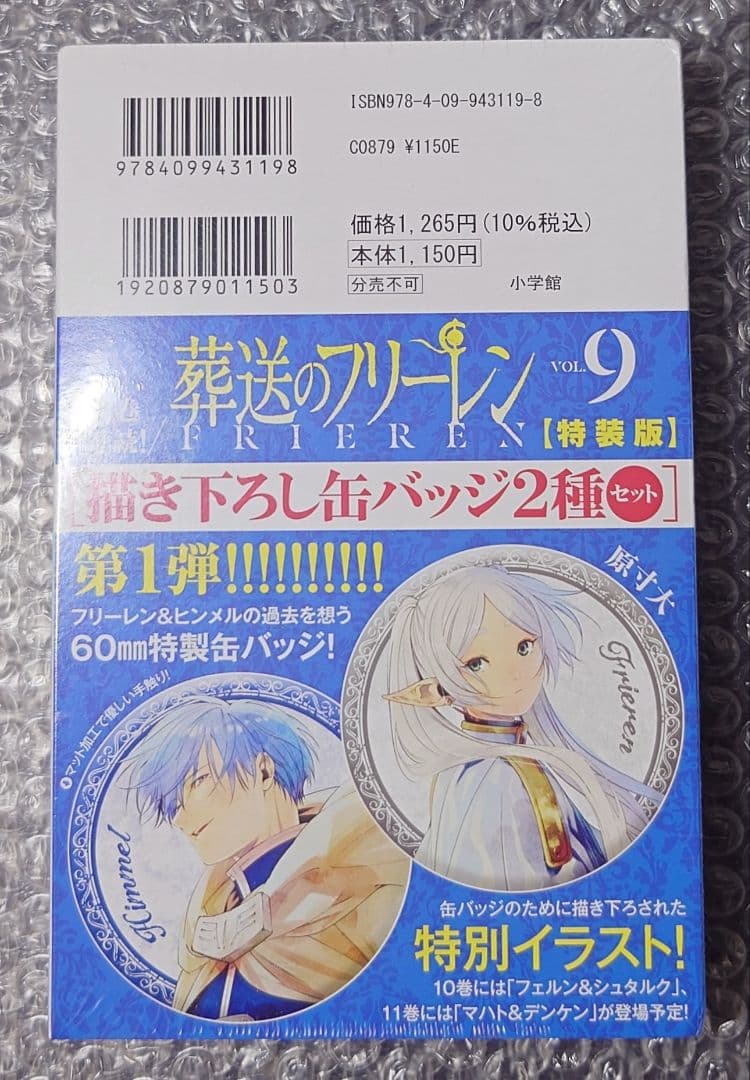 ISBN978-4-09-943119-8
9784099431198
C0879 ¥1150E
価格1,265円(10%税込)
本体1,150円
1920879011503
分売不可
小学館
葬送のフリーレン VOL.9
FRIEREN【特装版】
[描き下ろし缶バッジ2種セット]
第1弾!!!!!!!!!!
フリーレン&ヒンメルの過去を想う
60㎜特製缶バッジ!
原寸大
マット加工で優しい手触り!
Frieren
Himmel
缶バッジのために描き下ろされた
特別イラスト!
10巻には「フェルン&シュタルク」、
11巻には「マハト&デンケン」が登場予定!